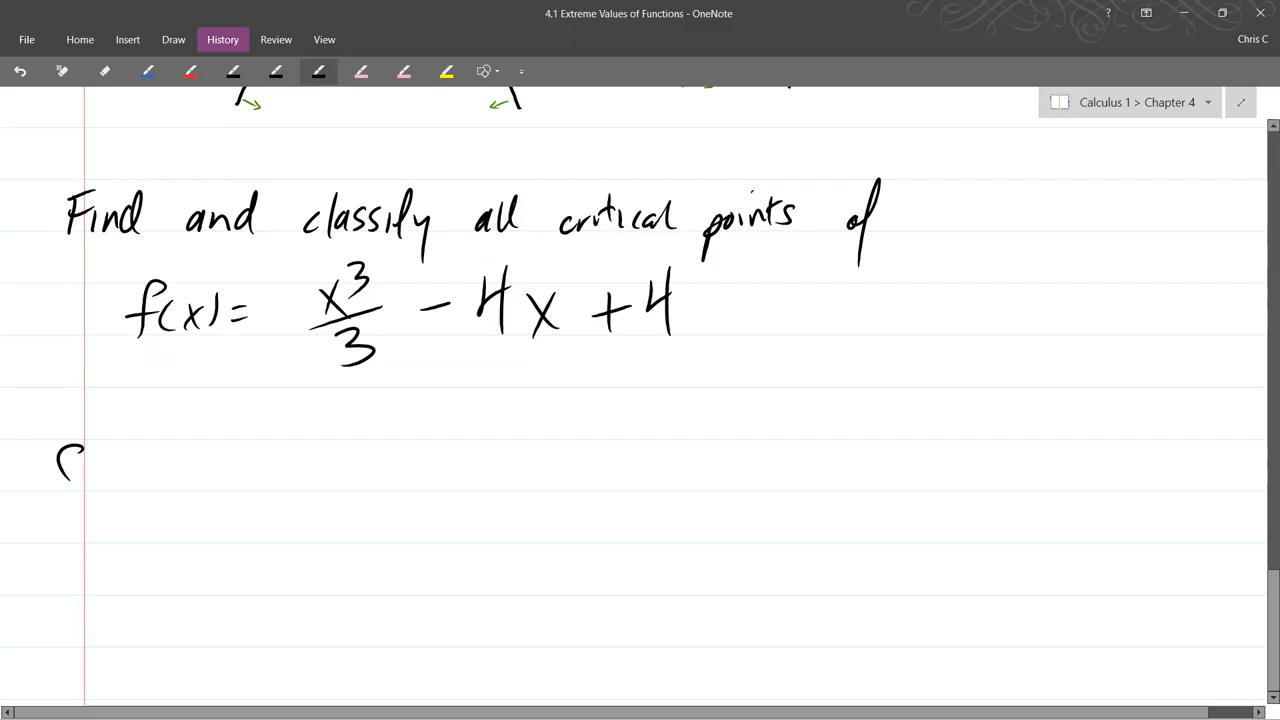 4.1 Extreme Values of Functions - OneNote
?
File Home Insert Draw History Review View
Chris C
Calculus 1 > Chapter 4
Find and classify all critical points of
f(x) = x³/3 - 4x + 4